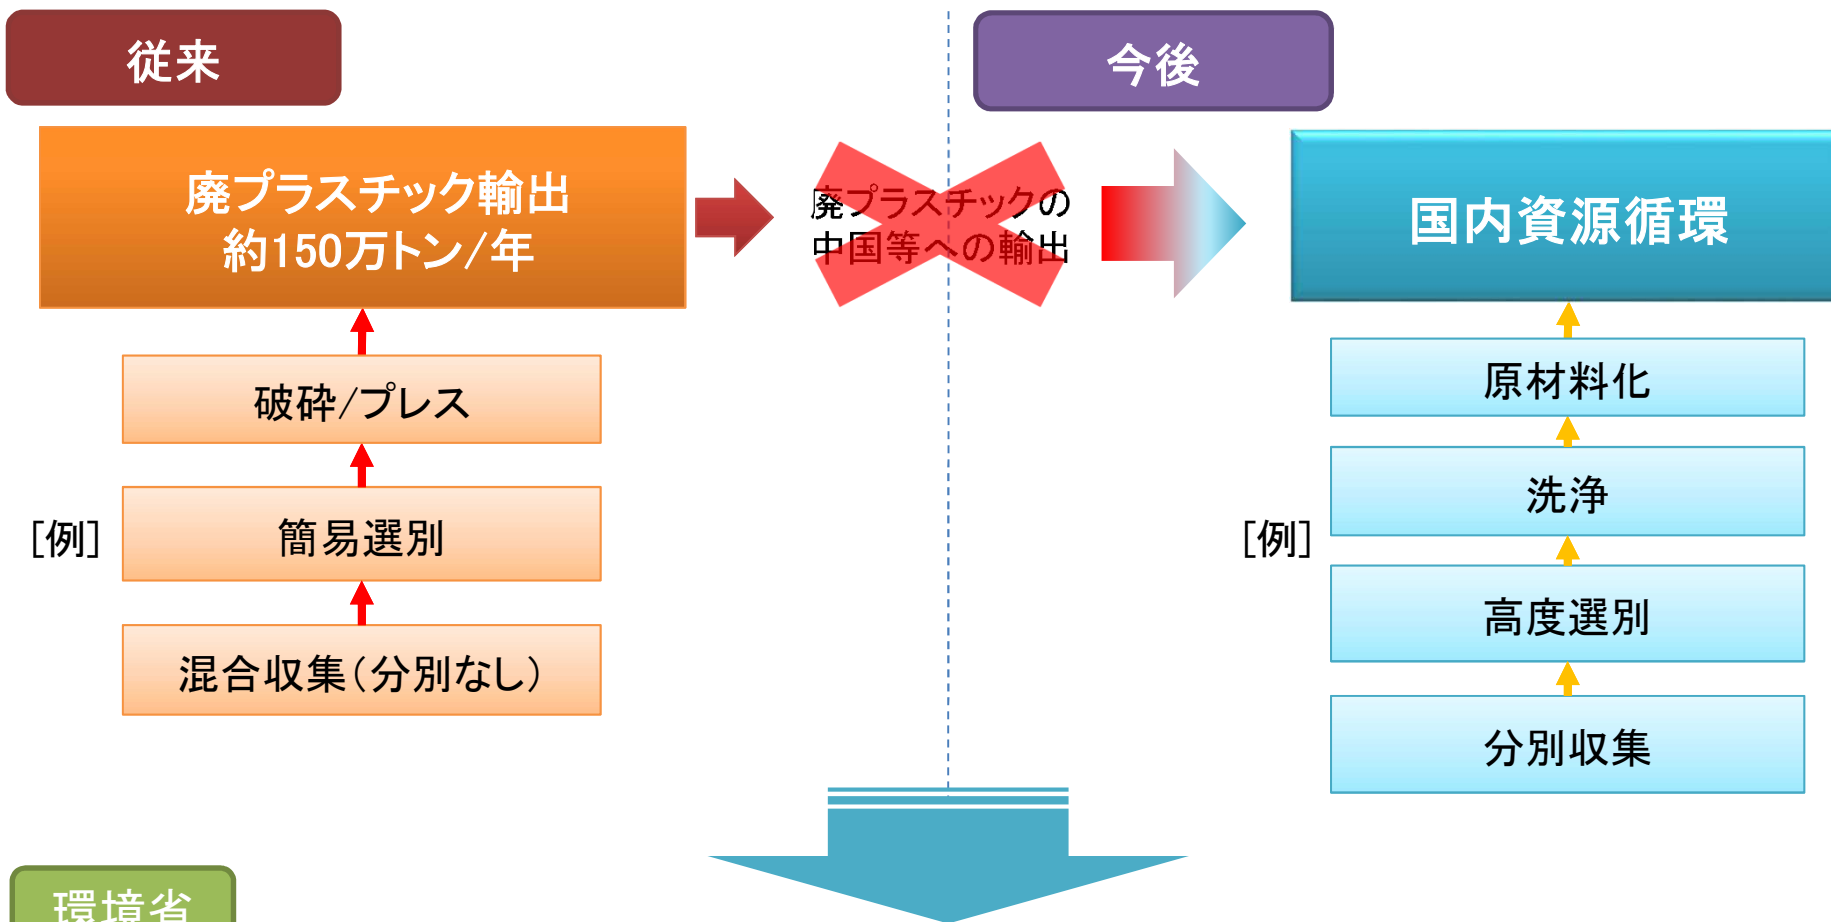 従来
今後
廃プラスチック輸出
約150万トン/年
廃プラスチックの
中国等への輸出
国内資源循環
破砕/プレス
[例]
簡易選別
混合収集(分別なし)
原材料化
洗浄
[例]
高度選別
分別収集
環境省